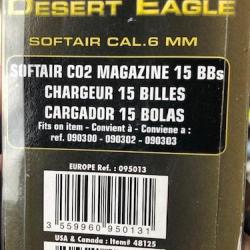 DESERT EAGLE
SOFTAIR CAL.6 MM
SOFTAIR CO2 MAGAZINE 15 BBs
CHARGEUR 15 BILLES
CARGADOR 15 BOLAS
Fits on item - Convient à - Conviene a :
ref. 090300 - 090302 - 090303
EUROPE Ref. : 095013
3 559960 950131
USA & Canada : Item# 48125